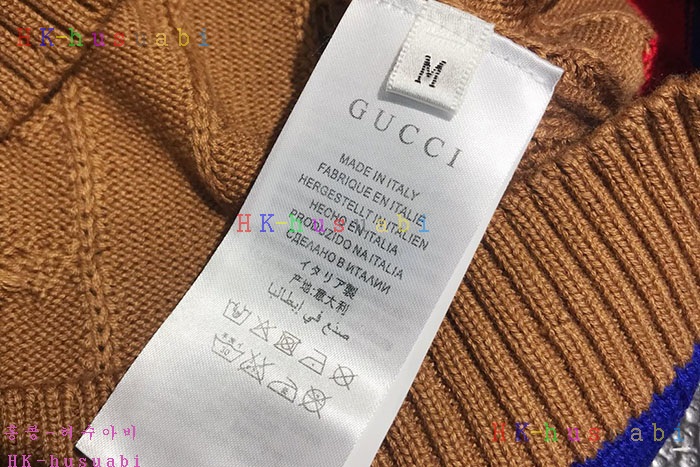 HK-husuabi
M
GUCCI
MADE IN ITALY
FABRIQUE EN ITALIE
HERGESTELLT IN ITALIEN
HK-husuabi
HECHO EN ITALIA
PRODUZIDO NA ITALIA
СДЕЛАНО В ИТАЛИИ
イタリア製
产地:意大利
صنع في إيطاليا
홍콩-허수아비
HK-husuabi
HK-husuabi